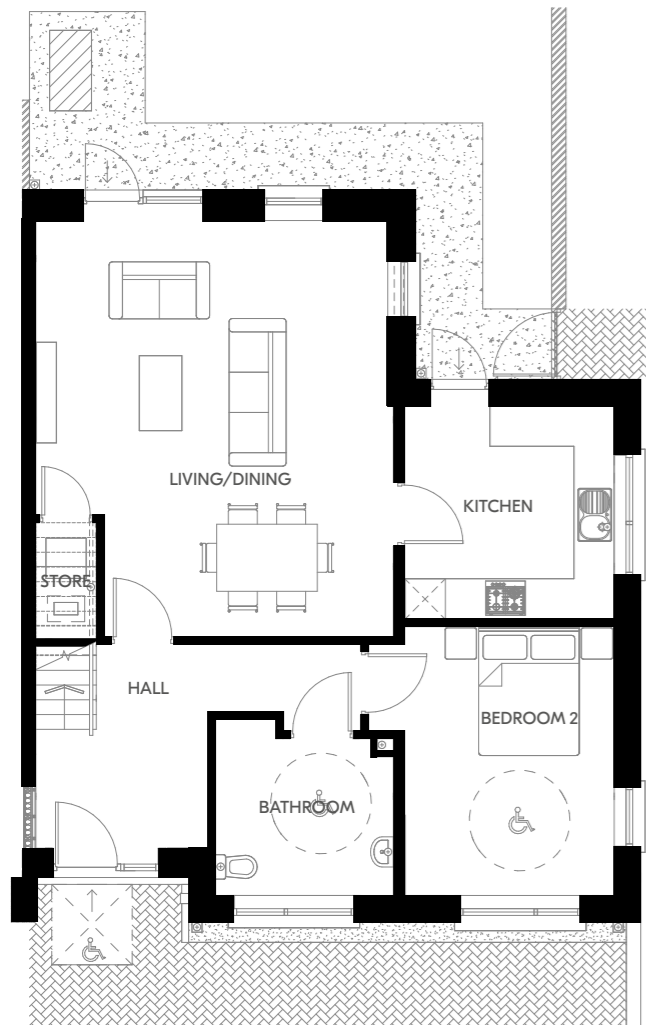 LIVING/DINING
KITCHEN
STORE
HALL
BEDROOM 2
BATHROOM